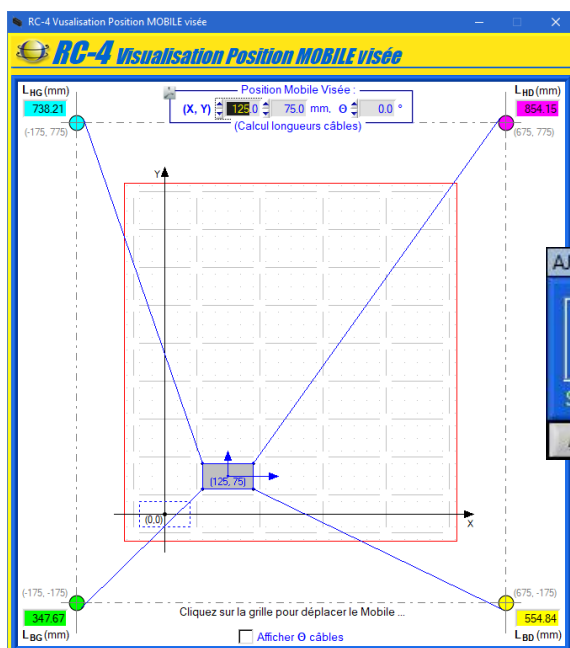 RC-4 Vusalisation Position MOBILE visée
RC-4 Visualisation Position MOBILE visée
LHG (mm)
Position Mobile Visée :
LHD (mm)
738.21
(X, Y) 125.0 75.0 mm, Θ 0.0 °
854.15
(Calcul longueurs câbles)
(-175, 775)
(675, 775)
Y
AJ
S
(125, 75)
(0,0)
X
(-175, -175)
(675, -175)
347.67
Cliquez sur la grille pour déplacer le Mobile ...
554.84
LBG (mm)
Afficher Θ câbles
LBD (mm)